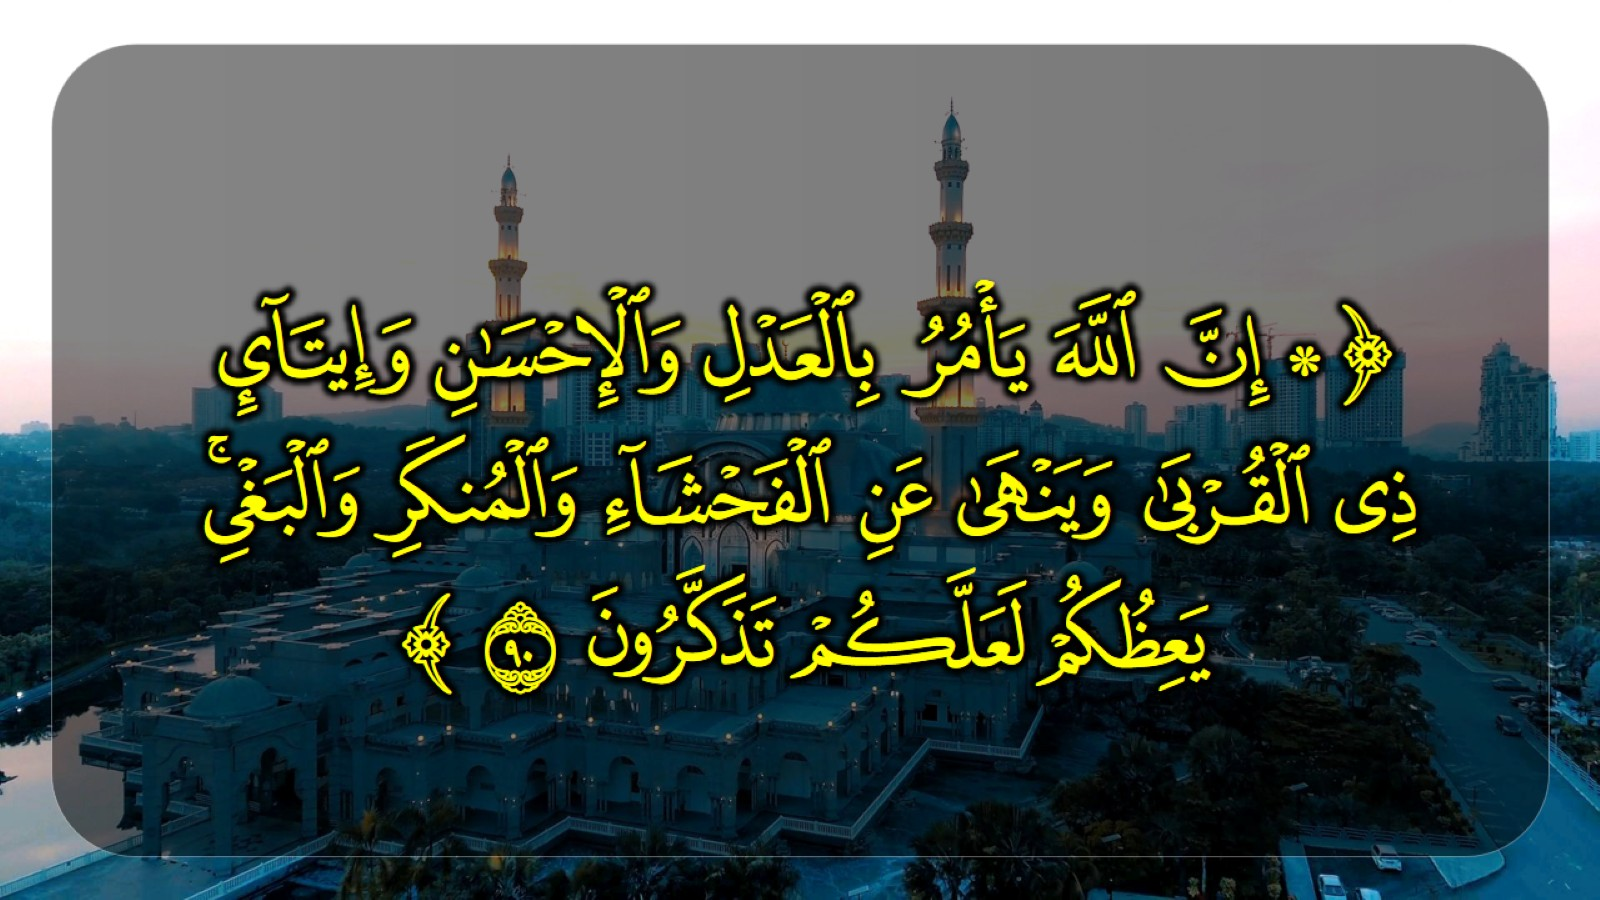 ﴿ * إِنَّ ٱللَّهَ يَأۡمُرُ بِٱلۡعَدۡلِ وَٱلۡإِحۡسَٰنِ وَإِيتَآيِٕ
ذِي ٱلۡقُرۡبَىٰ وَيَنۡهَىٰ عَنِ ٱلۡفَحۡشَآءِ وَٱلۡمُنكَرِ وَٱلۡبَغۡيِۚ
يَعِظُكُمۡ لَعَلَّكُمۡ تَذَكَّرُونَ ٩٠ ﴾